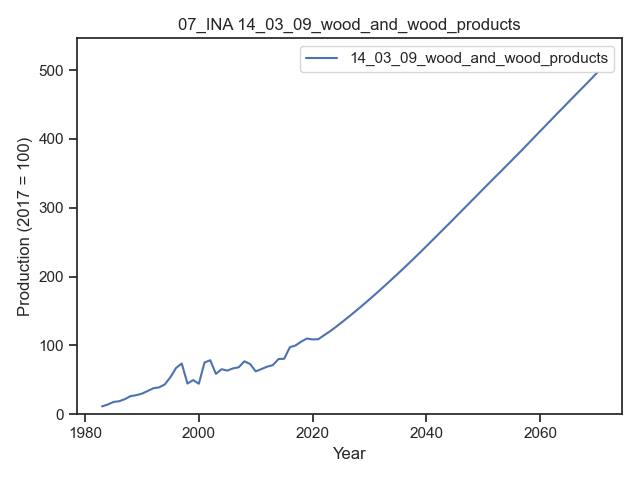 07_INA 14_03_09_wood_and_wood_products
14_03_09_wood_and_wood_products
Production (2017 = 100)
500
400
300
200
100
0
1980 2000 2020 2040 2060
Year